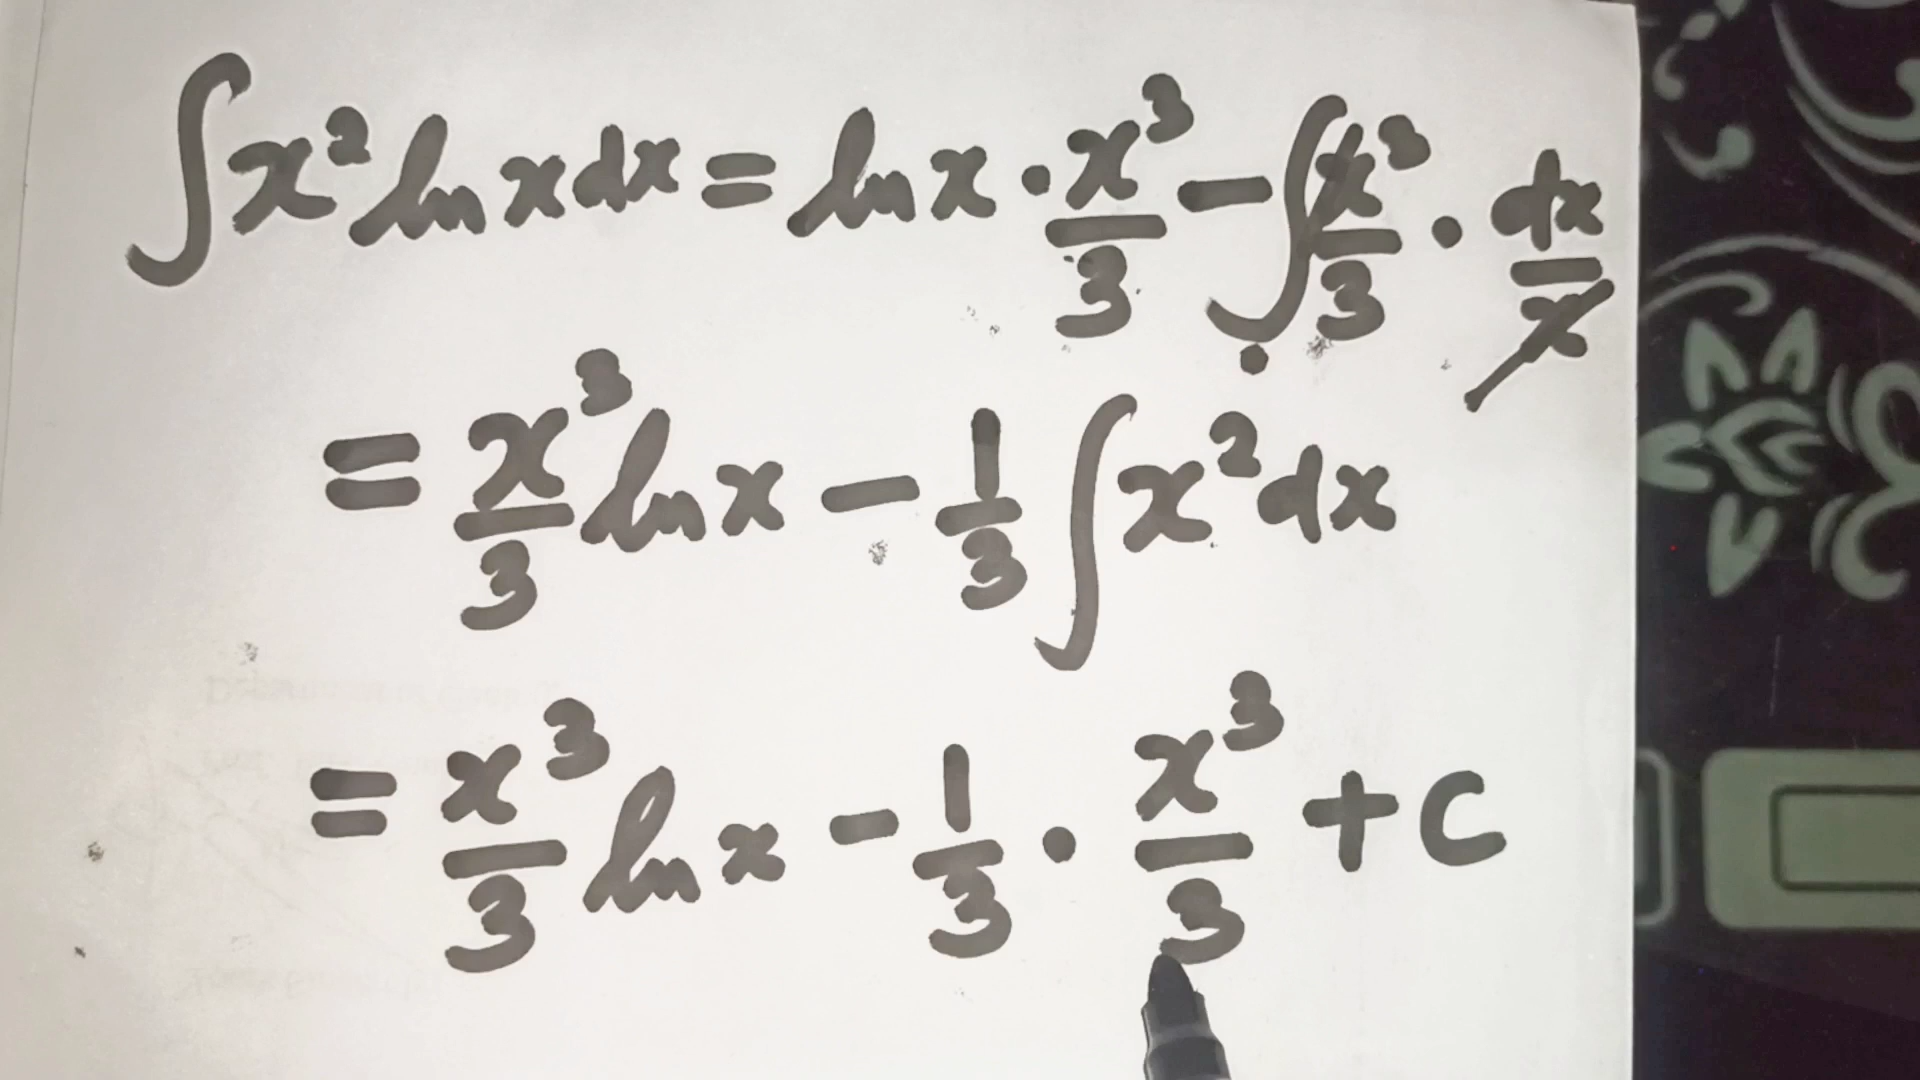 ∫x² ln x dx = ln x · x³/3 − ∫x³/3 · dx/x
= x³/3 ln x − 1/3 ∫x² dx
= x³/3 ln x − 1/3 · x³/3 + C